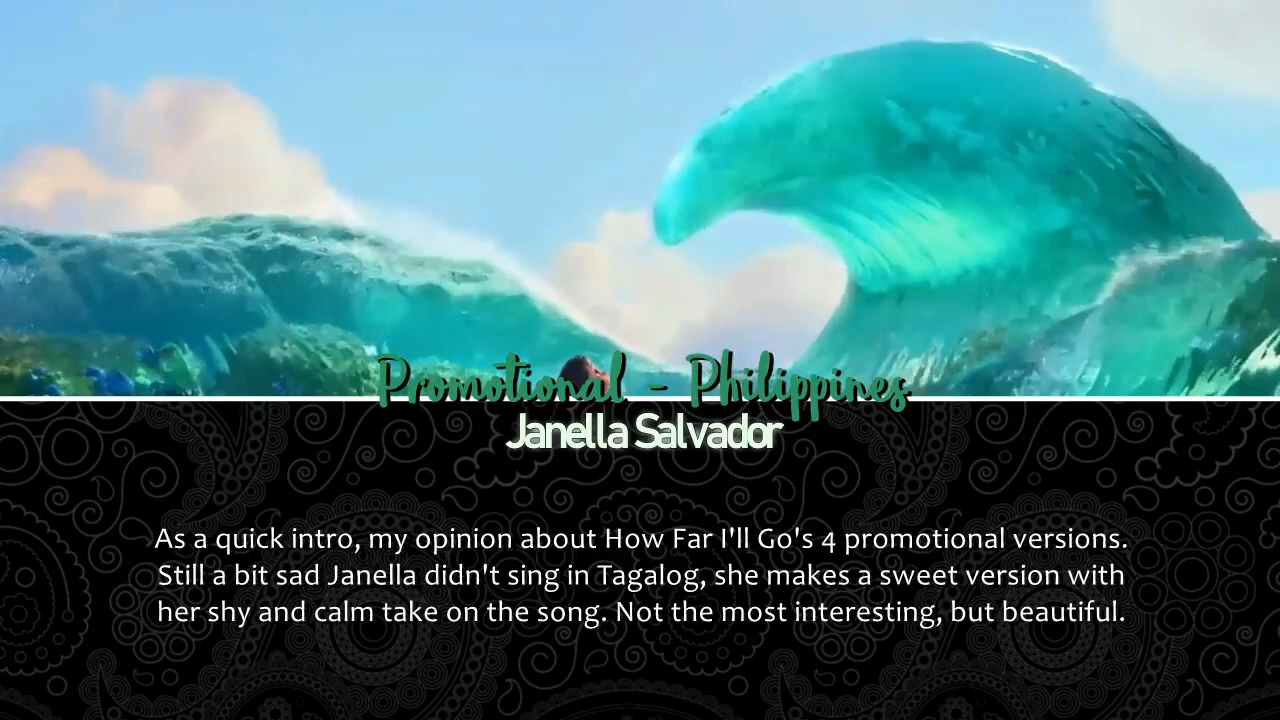 Promotional - Philippines
Janella Salvador
As a quick intro, my opinion about How Far I'll Go's 4 promotional versions.
Still a bit sad Janella didn't sing in Tagalog, she makes a sweet version with
her shy and calm take on the song. Not the most interesting, but beautiful.